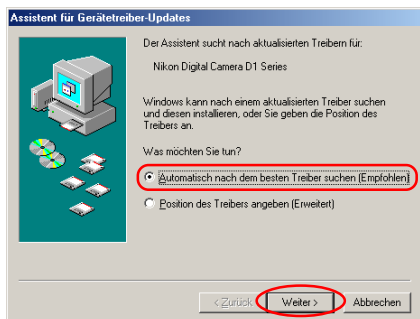 Assistent für Gerätetreiber-Updates
Der Assistent sucht nach aktualisierten Treibern für:
Nikon Digital Camera D1 Series
Windows kann nach einem aktualisierten Treiber suchen
und diesen installieren, oder Sie geben die Position des
Treibers an.
Was möchten Sie tun?
Automatisch nach dem besten Treiber suchen (Empfohlen)
Position des Treibers angeben (Erweitert)
< Zurück
Weiter >
Abbrechen